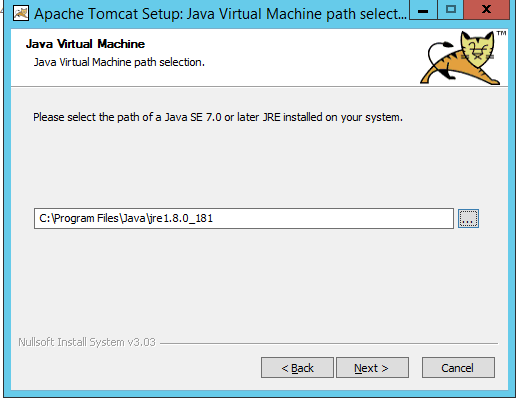 Apache Tomcat Setup: Java Virtual Machine path select...
Java Virtual Machine
Java Virtual Machine path selection.
TM
Please select the path of a Java SE 7.0 or later JRE installed on your system.
C:\Program Files\Java\jre1.8.0_181
...
Nullsoft Install System v3.03
< Back
Next >
Cancel